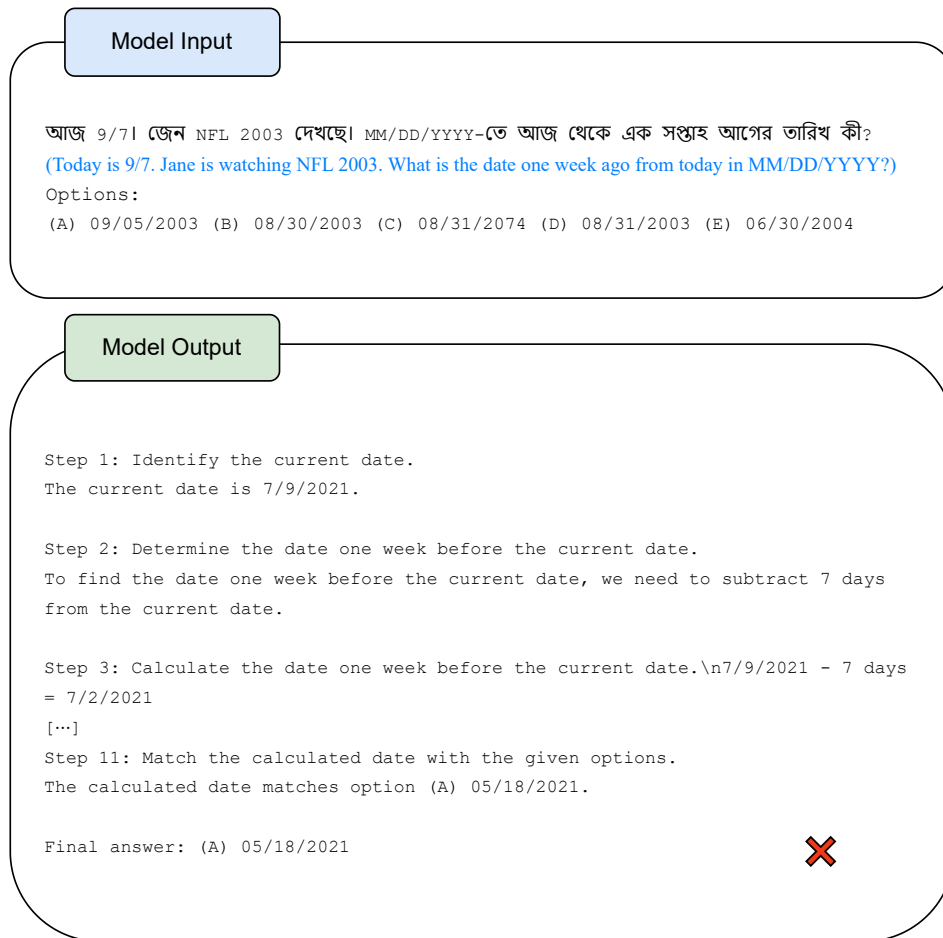 Model Input
আজ 9/7। জেন NFL 2003 দেখছে। MM/DD/YYYY-তে আজ থেকে এক সপ্তাহ আগের তারিখ কী?
(Today is 9/7. Jane is watching NFL 2003. What is the date one week ago from today in MM/DD/YYYY?)
Options:
(A) 09/05/2003 (B) 08/30/2003 (C) 08/31/2074 (D) 08/31/2003 (E) 06/30/2004
Model Output
Step 1: Identify the current date.
The current date is 7/9/2021.
Step 2: Determine the date one week before the current date.
To find the date one week before the current date, we need to subtract 7 days
from the current date.
Step 3: Calculate the date one week before the current date.\n7/9/2021 - 7 days
= 7/2/2021
[…]
Step 11: Match the calculated date with the given options.
The calculated date matches option (A) 05/18/2021.
Final answer: (A) 05/18/2021